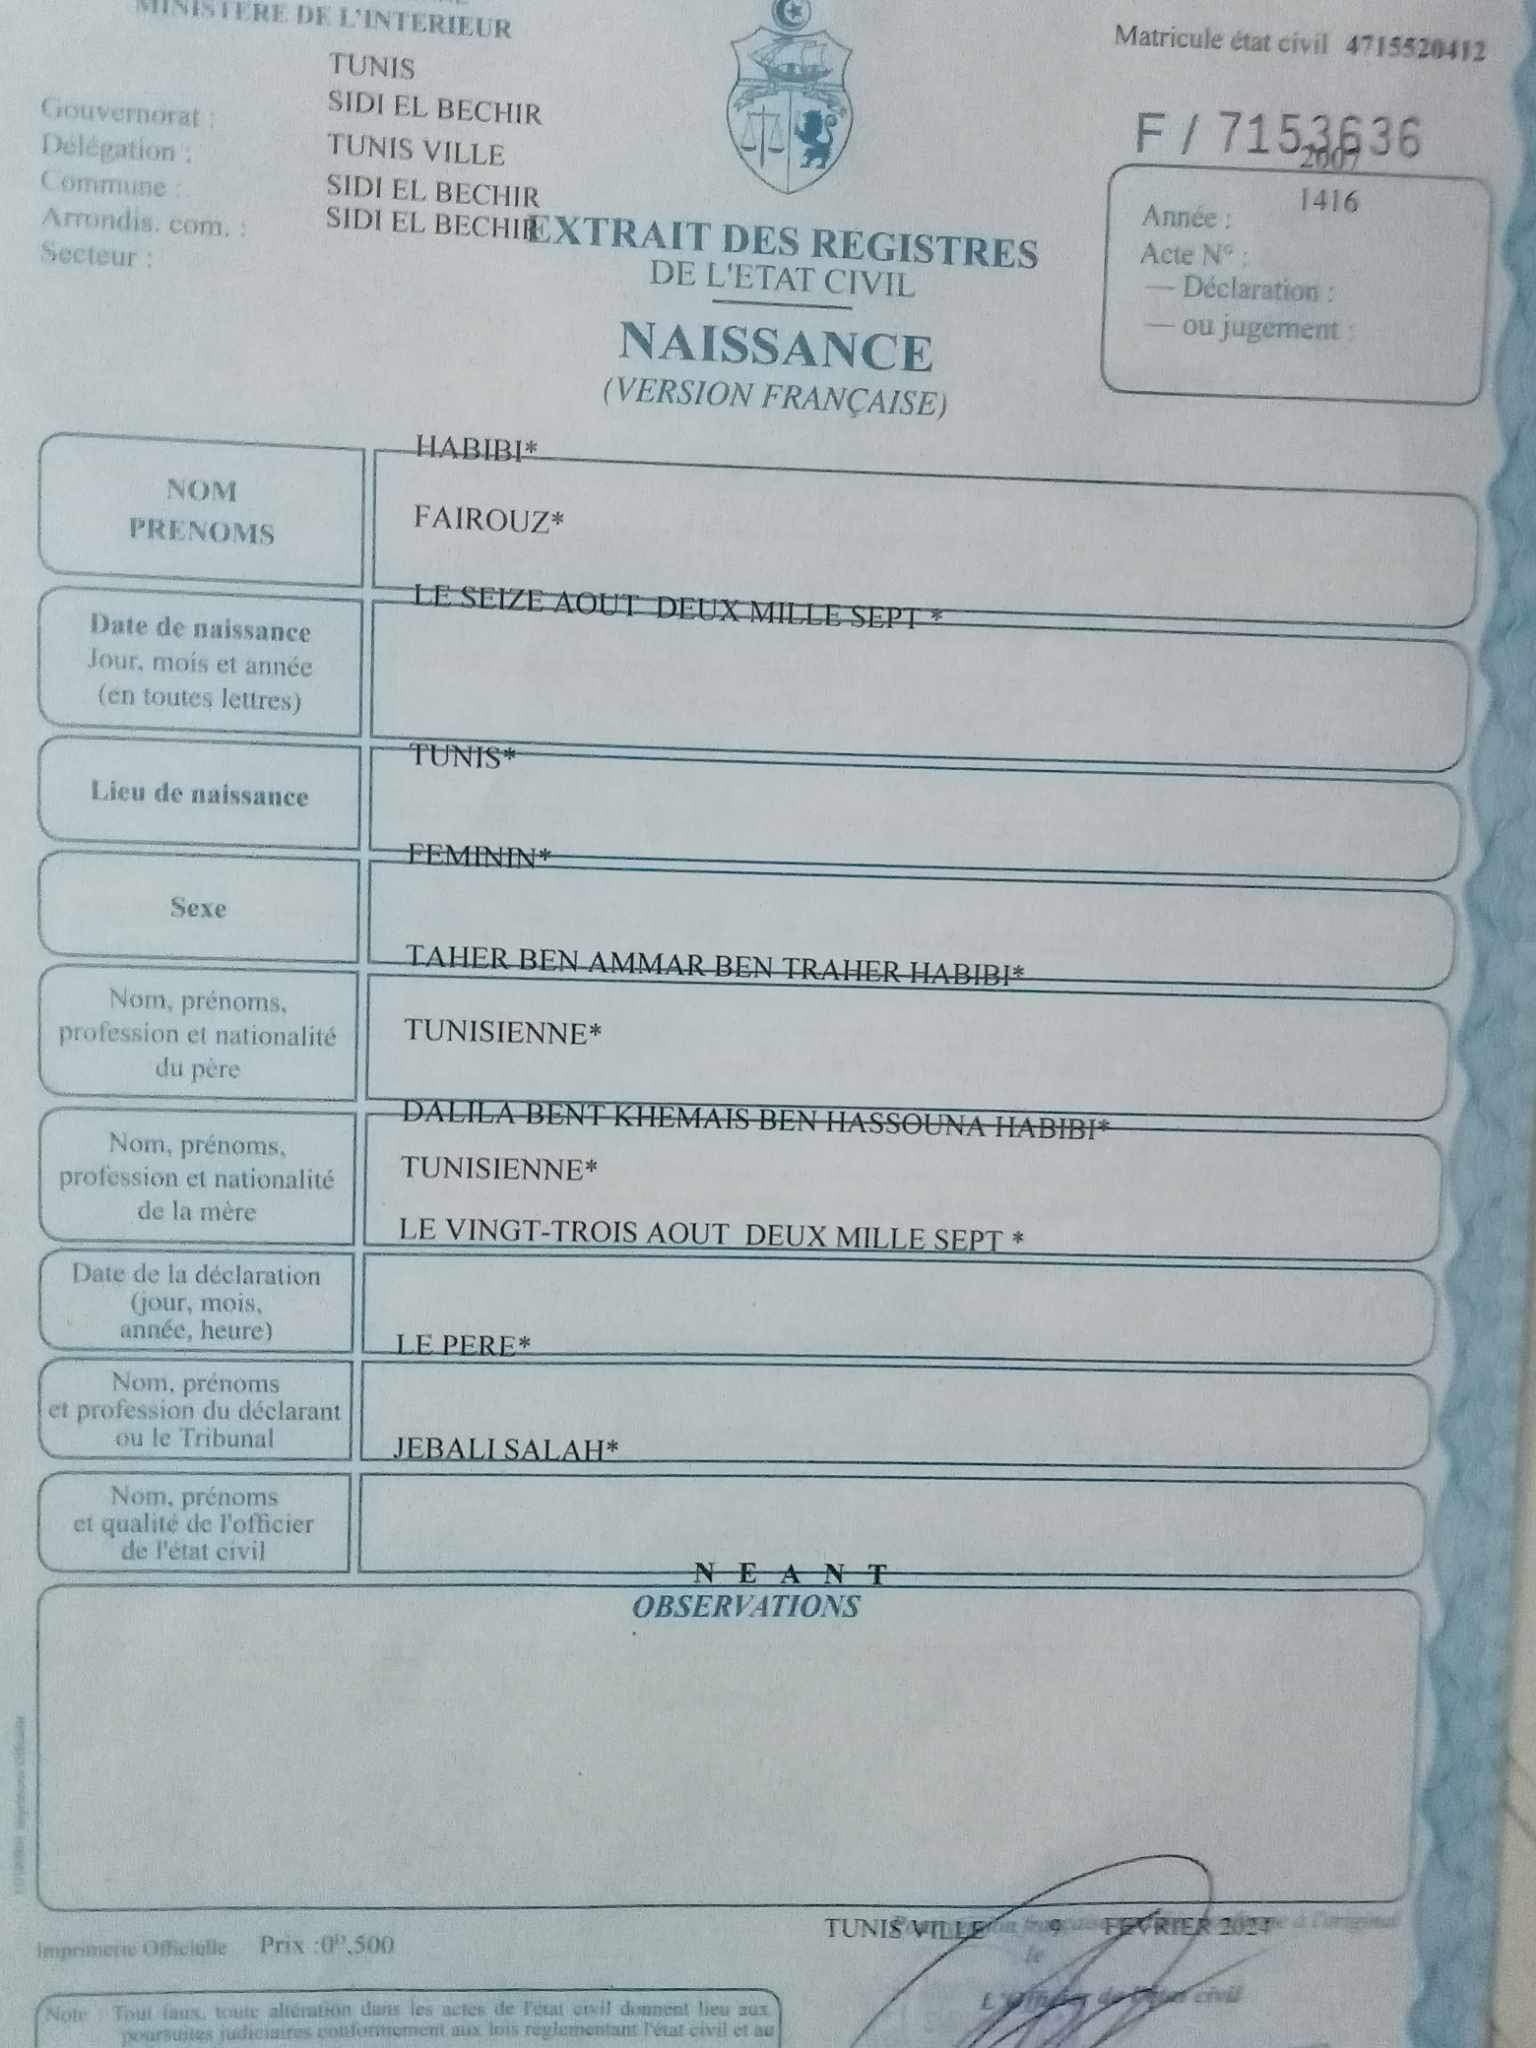 MINISTERE DE L'INTERIEUR
Matricule état civil 4715520412
TUNIS
Gouvernorat :
SIDI EL BECHIR
Délégation :
TUNIS VILLE
Commune :
SIDI EL BECHIR
Arrondis. com. :
SIDI EL BECHIR
Secteur :
F / 7153636
2007
1416
Année :
Acte N° :
— Déclaration :
— ou jugement :
EXTRAIT DES REGISTRES
DE L'ETAT CIVIL
NAISSANCE
(VERSION FRANÇAISE)
HABIBI*
NOM
PRENOMS
FAIROUZ*
LE SEIZE AOUT DEUX MILLE SEPT *
Date de naissance
Jour, mois et année
(en toutes lettres)
TUNIS*
Lieu de naissance
FEMININ*
Sexe
TAHER BEN AMMAR BEN TRAHER HABIBI*
Nom, prénoms,
profession et nationalité
du père
TUNISIENNE*
DALILA BENT KHEMAIS BEN HASSOUNA HABIBI*
Nom, prénoms,
profession et nationalité
de la mère
TUNISIENNE*
LE VINGT-TROIS AOUT DEUX MILLE SEPT *
Date de la déclaration
(jour, mois,
année, heure)
LE PERE*
Nom, prénoms
et profession du déclarant
ou le Tribunal
JEBALI SALAH*
Nom, prénoms
et qualité de l'officier
de l'état civil
N E A N T
OBSERVATIONS
TUNIS VILLE 9 FEVRIER 2024
à l'original
le
Imprimerie Officielle Prix :0ᴰ.500
L'Officier de l'état civil
Note : Tout faux, toute altération dans les actes de l'état civil donnent lieu aux
poursuites judiciaires conformement aux lois réglementant l'état civil et au